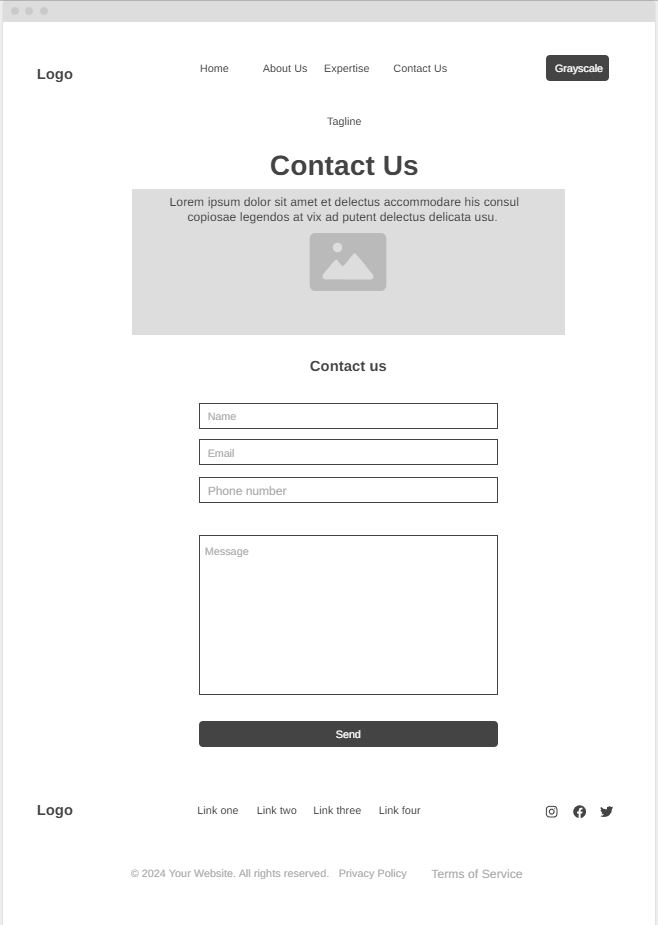 Logo
Home About Us Expertise Contact Us
Grayscale
Tagline
Contact Us
Lorem ipsum dolor sit amet et delectus accommodare his consul
copiosae legendos at vix ad putent delectus delicata usu.
Contact us
Name
Email
Phone number
Message
Send
Logo
Link one Link two Link three Link four
© 2024 Your Website. All rights reserved. Privacy Policy Terms of Service